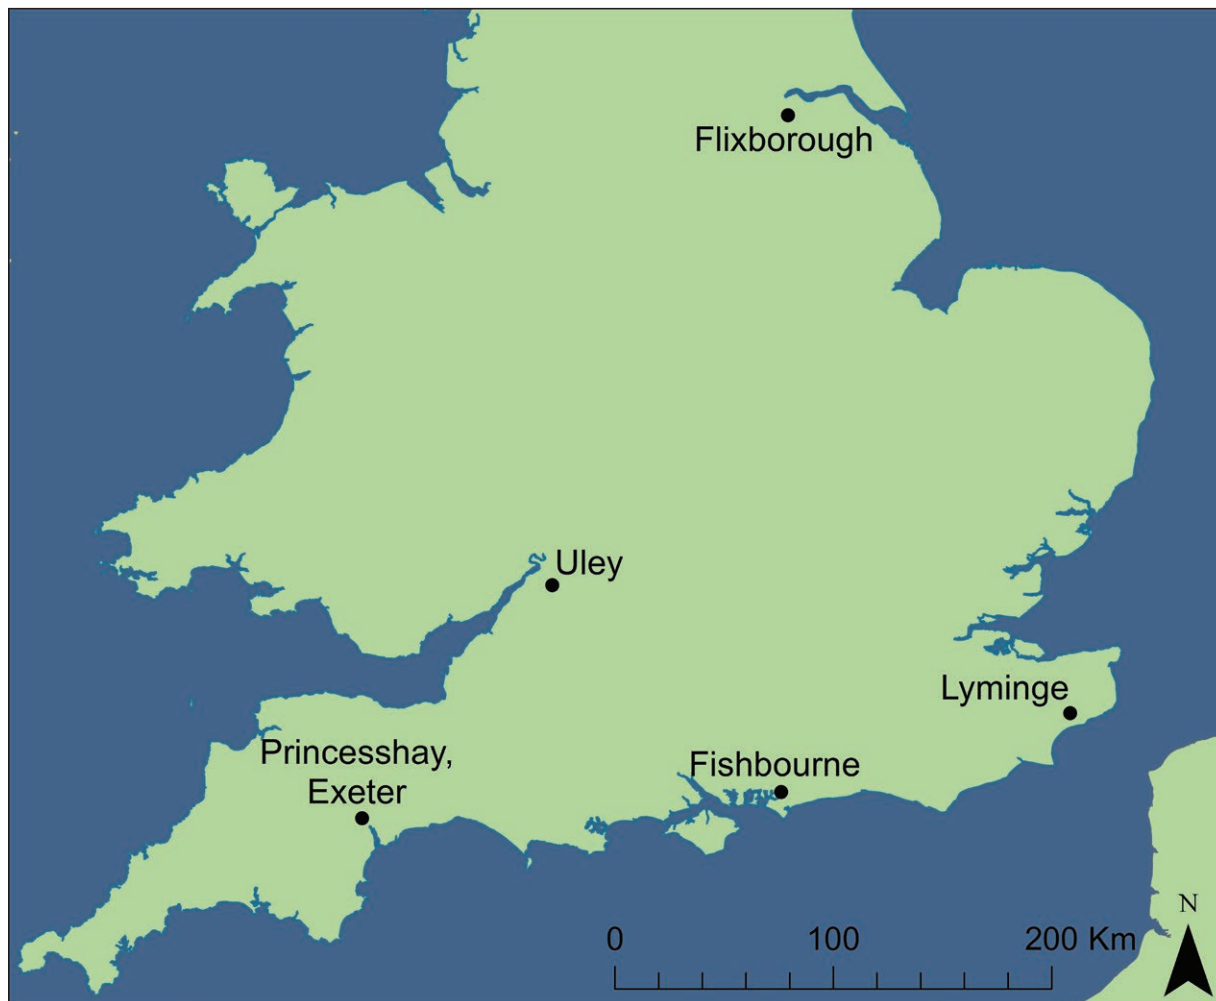 Flixborough
Uley
Lyminge
Princesshay,
Exeter
Fishbourne
N
0 100 200 Km